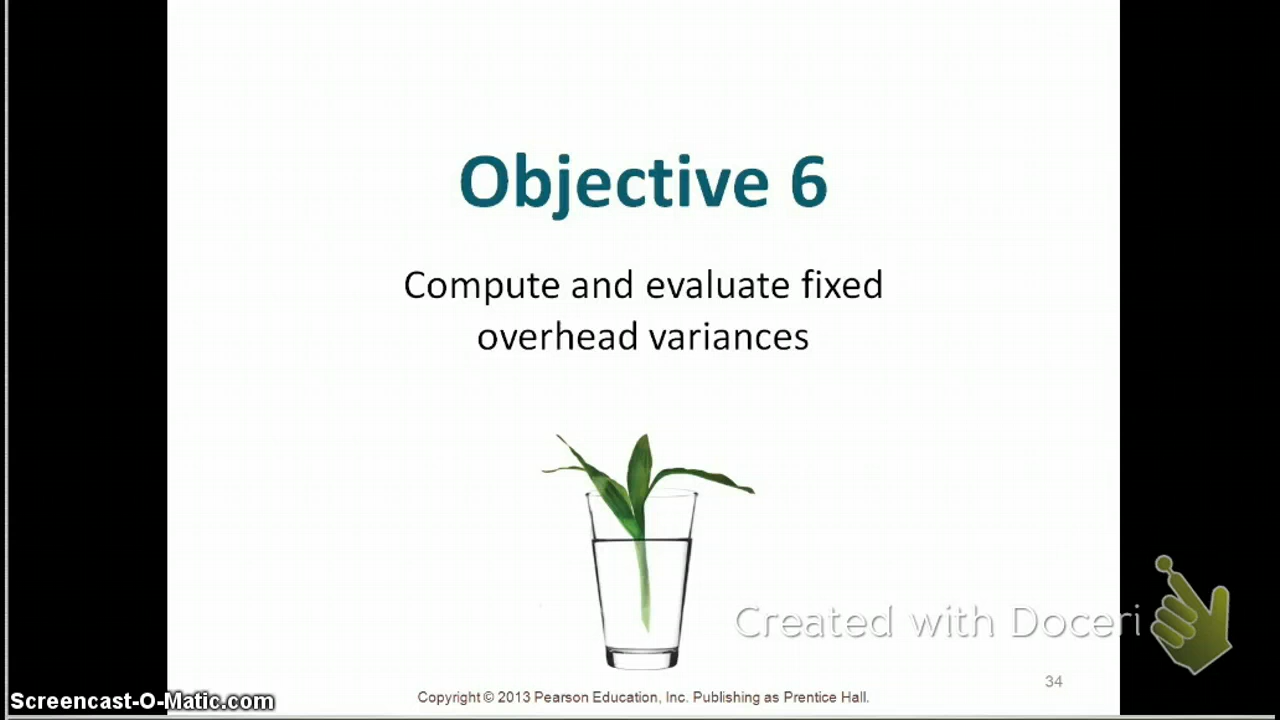 Objective 6
Compute and evaluate fixed
overhead variances
Created with Doceri
34
Copyright © 2013 Pearson Education, Inc. Publishing as Prentice Hall.
Screencast-O-Matic.com